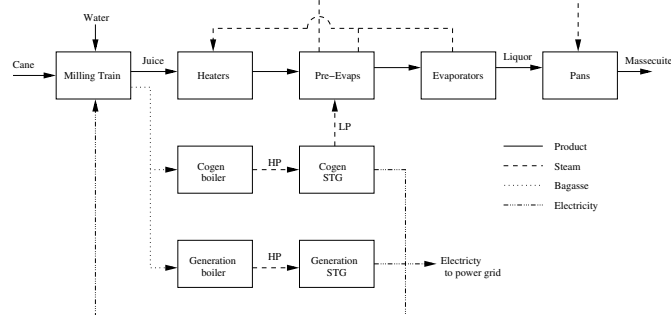 Water
Cane
Milling Train
Juice
Heaters
Pre−Evaps
Evaporators
Liquor
Pans
Massecuite
LP
Product
Steam
Bagasse
Electricity
Cogen
boiler
HP
Cogen
STG
Generation
boiler
HP
Generation
STG
Electricty
to power grid